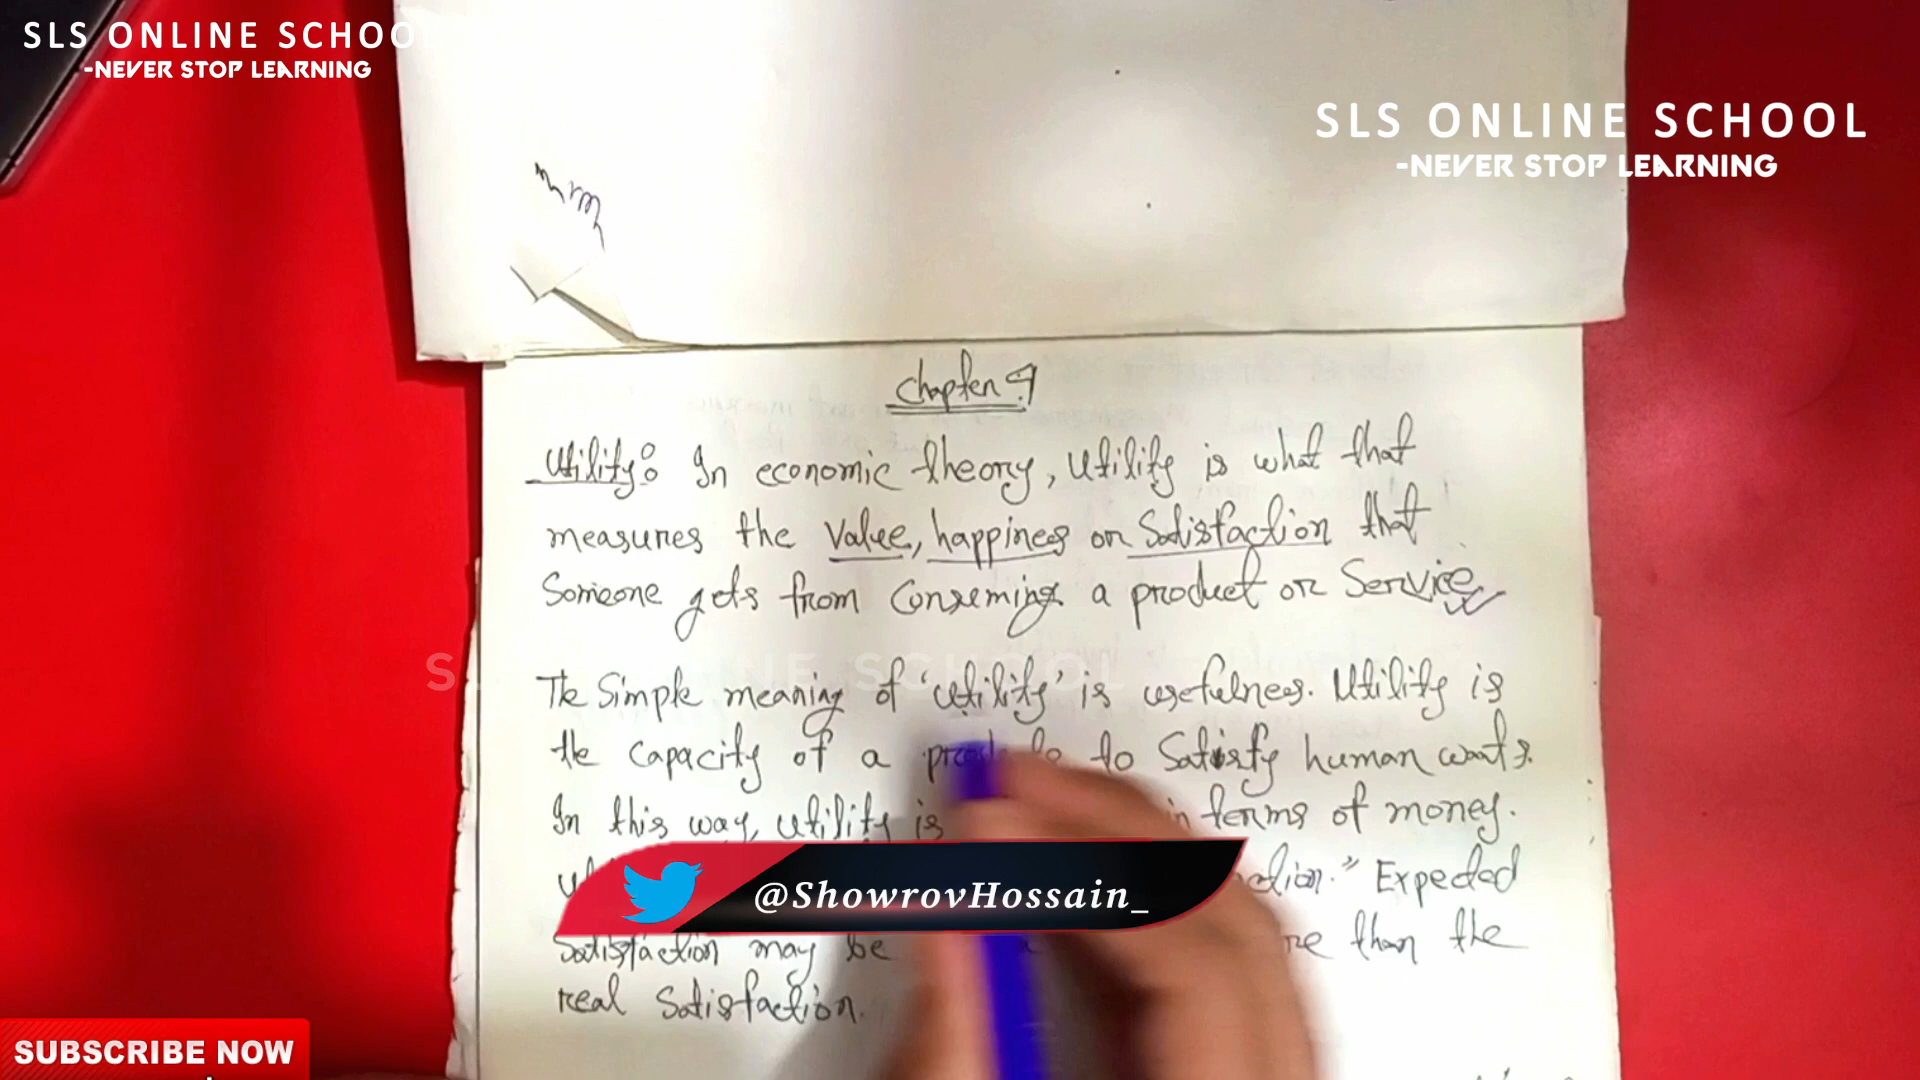 SLS ONLINE SCHOOL
-NEVER STOP LEARNING
SLS ONLINE SCHOOL
-NEVER STOP LEARNING
Utility: In economic theory, Utility is what that
measures the Value, happiness or Satisfaction that
Someone gets from Consuming a product or Service
The Simple meaning of 'Utility' is usefulness. Utility is
the capacity of a to Satisfy human wants.
In this way, Utility is in terms of money.
Expected
@ShowrovHossain_
Satisfaction may be than the
real Satisfaction.
SUBSCRIBE NOW